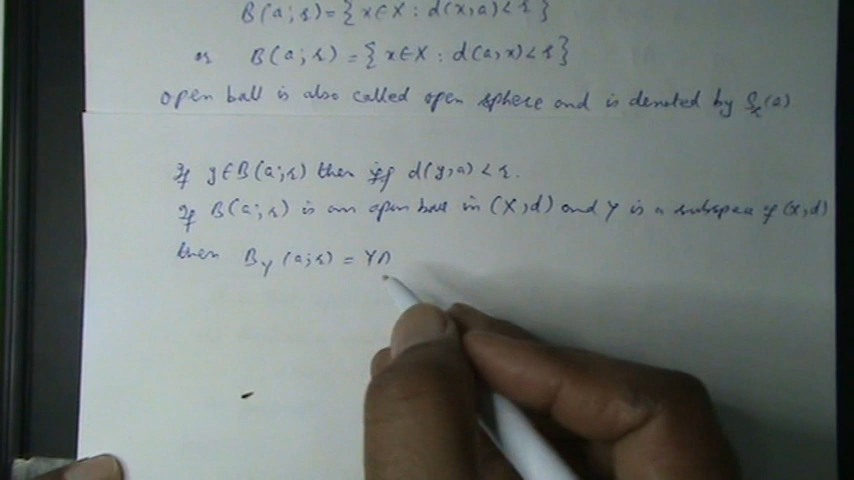 B(a;r)={x∈X : d(x,a)<r}
or B(a;r)={x∈X : d(a,x)<r}
open ball is also called open sphere and is denoted by Sr(a)
If y∈B(a;r) then iff d(y,a)<r.
If B(a;r) is an open ball in (X,d) and Y is a subspace of (X,d)
then B_Y(a;r) = Y∩